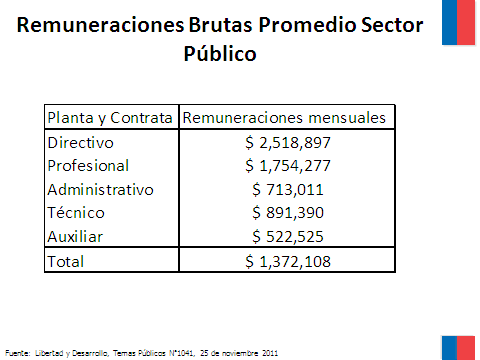 Remuneraciones Brutas Promedio Sector
Público
Planta y Contrata Remuneraciones mensuales
Directivo $ 2,518,897
Profesional $ 1,754,277
Administrativo $ 713,011
Técnico $ 891,390
Auxiliar $ 522,525
Total $ 1,372,108
Fuente: Libertad y Desarrollo, Temas Públicos N°1041, 25 de noviembre 2011